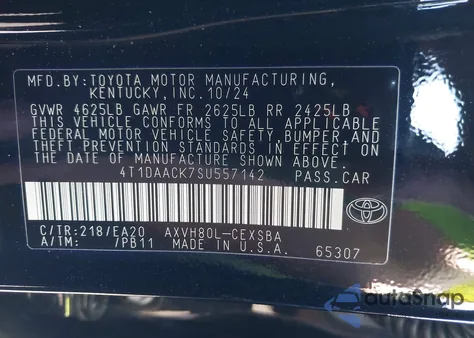 MFD.BY:TOYOTA MOTOR MANUFACTURING,
KENTUCKY,INC.10/24
GVWR 4625LB GAWR FR 2625LB RR 2425LB
THIS VEHICLE CONFORMS TO ALL APPLICABLE
FEDERAL MOTOR VEHICLE SAFETY,BUMPER,AND
THEFT PREVENTION STANDARDS IN EFFECT ON
THE DATE OF MANUFACTURE SHOWN ABOVE.
4T1DAACK7SU557142 PASS.CAR
C/TR:218/EA20 AXVH80L-CEXSBA
A/TM: /PB11 MADE IN U.S.A. 65307
autoSnap